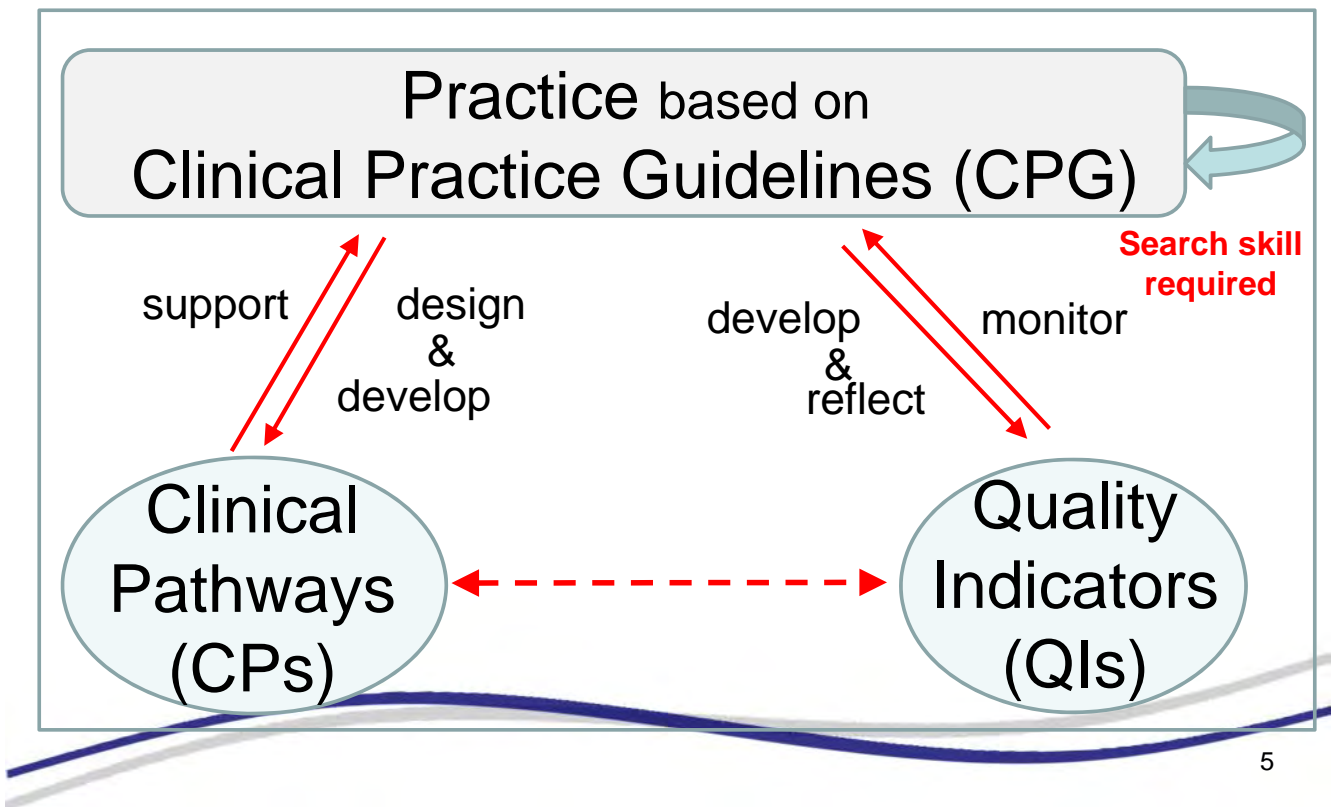 Practice based on
Clinical Practice Guidelines (CPG)
Search skill
required
support
design
&
develop
develop
&
reflect
monitor
Clinical
Pathways
(CPs)
Quality
Indicators
(QIs)
5